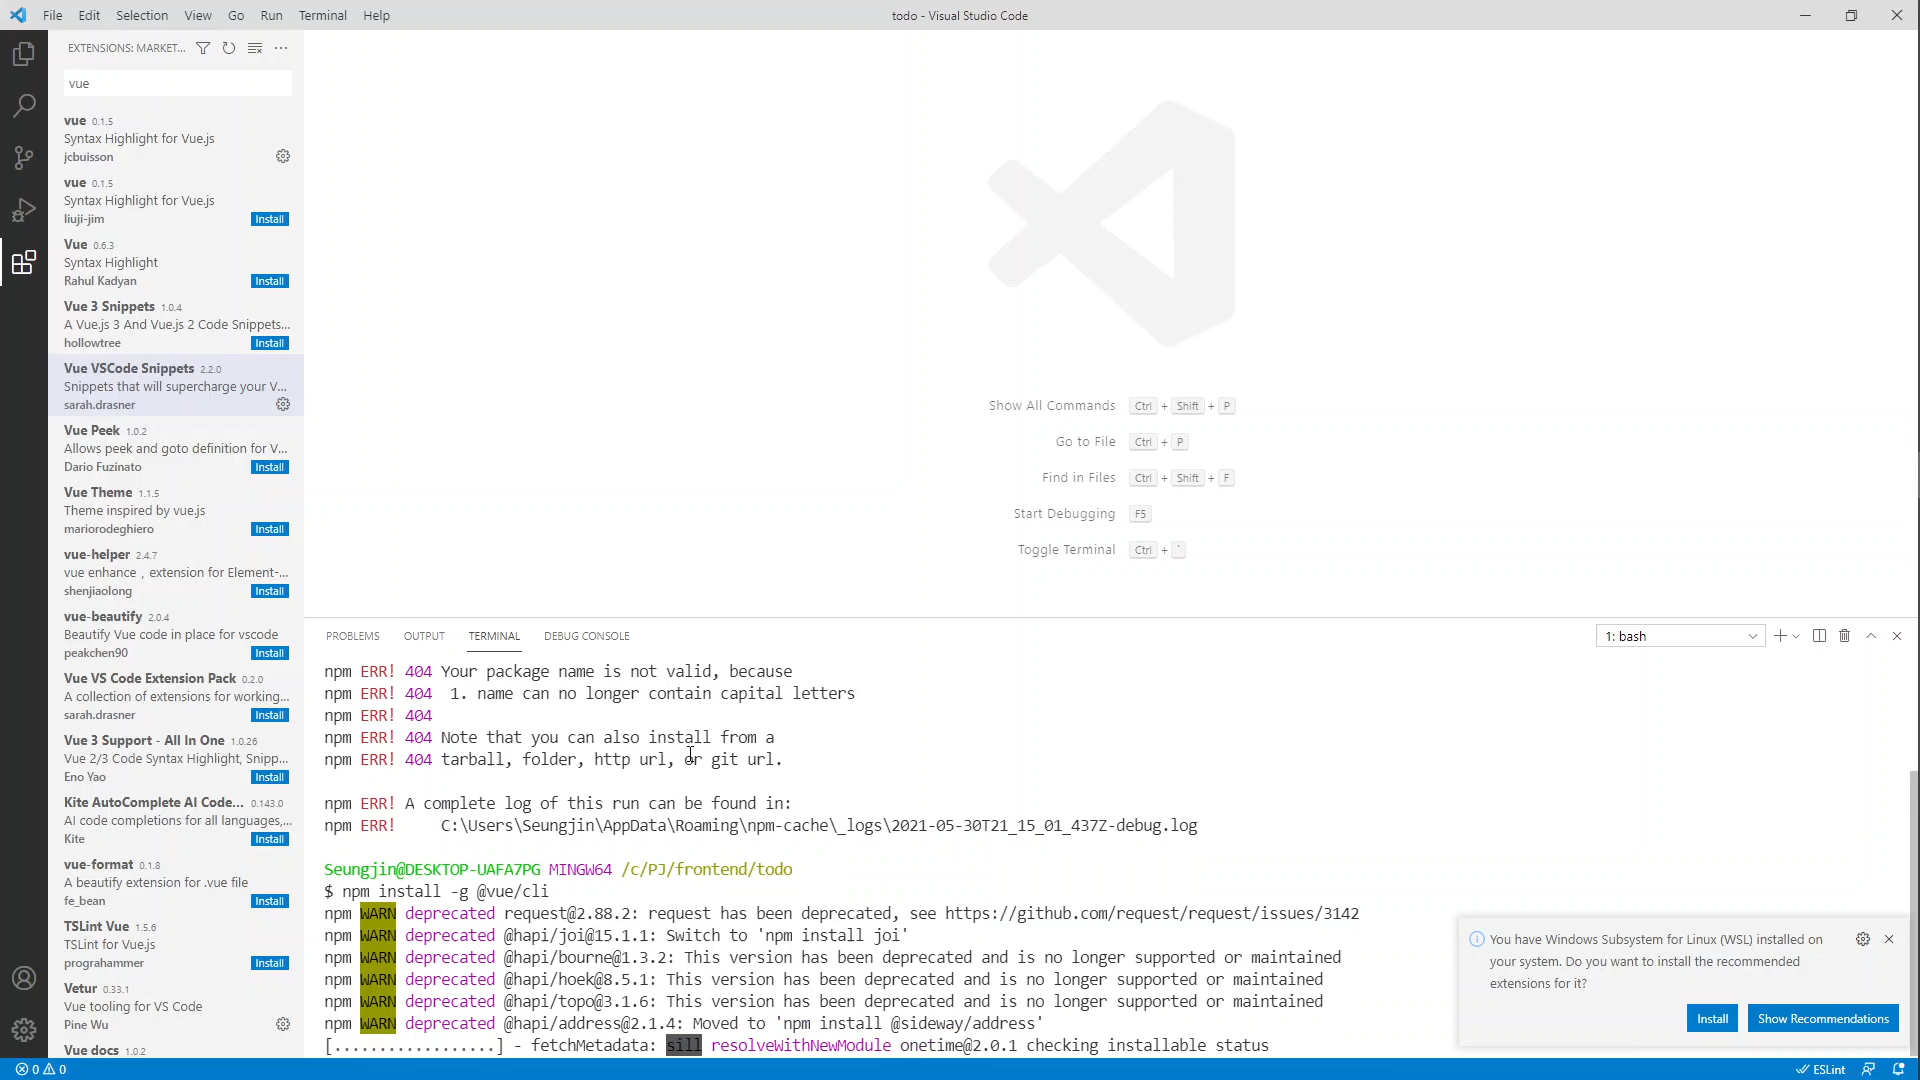 File Edit Selection View Go Run Terminal Help
todo - Visual Studio Code
EXTENSIONS: MARKET...
vue
vue 0.1.5
Syntax Highlight for Vue.js
jcbuisson
vue 0.1.5
Syntax Highlight for Vue.js
liuji-jim Install
Vue 0.6.3
Syntax Highlight
Rahul Kadyan Install
Vue 3 Snippets 1.0.4
A Vue.js 3 And Vue.js 2 Code Snippets...
hollowtree Install
Vue VSCode Snippets 2.2.0
Snippets that will supercharge your V...
sarah.drasner
Vue Peek 1.0.2
Allows peek and goto definition for V...
Dario Fuzinato Install
Vue Theme 1.1.5
Theme inspired by vue.js
mariorodeghiero Install
vue-helper 2.4.7
vue enhance，extension for Element-...
shenjiaolong Install
vue-beautify 2.0.4
Beautify Vue code in place for vscode
peakchen90 Install
Vue VS Code Extension Pack 0.2.0
A collection of extensions for working...
sarah.drasner Install
Vue 3 Support - All In One 1.0.26
Vue 2/3 Code Syntax Highlight, Snipp...
Eno Yao Install
Kite AutoComplete AI Code... 0.143.0
AI code completions for all languages,...
Kite Install
vue-format 0.1.8
A beautify extension for .vue file
fe_bean Install
TSLint Vue 1.5.6
TSLint for Vue.js
prograhammer Install
Vetur 0.33.1
Vue tooling for VS Code
Pine Wu
Vue docs 1.0.2
Show All Commands Ctrl + Shift + P
Go to File Ctrl + P
Find in Files Ctrl + Shift + F
Start Debugging F5
Toggle Terminal Ctrl + `
PROBLEMS OUTPUT TERMINAL DEBUG CONSOLE
1: bash
npm ERR! 404 Your package name is not valid, because
npm ERR! 404  1. name can no longer contain capital letters
npm ERR! 404
npm ERR! 404 Note that you can also install from a
npm ERR! 404 tarball, folder, http url, or git url.
npm ERR! A complete log of this run can be found in:
npm ERR!     C:\Users\Seungjin\AppData\Roaming\npm-cache\_logs\2021-05-30T21_15_01_437Z-debug.log
Seungjin@DESKTOP-UAFA7PG MINGW64 /c/PJ/frontend/todo
$ npm install -g @vue/cli
npm WARN deprecated request@2.88.2: request has been deprecated, see https://github.com/request/request/issues/3142
npm WARN deprecated @hapi/joi@15.1.1: Switch to 'npm install joi'
npm WARN deprecated @hapi/bourne@1.3.2: This version has been deprecated and is no longer supported or maintained
npm WARN deprecated @hapi/hoek@8.5.1: This version has been deprecated and is no longer supported or maintained
npm WARN deprecated @hapi/topo@3.1.6: This version has been deprecated and is no longer supported or maintained
npm WARN deprecated @hapi/address@2.1.4: Moved to 'npm install @sideway/address'
[..................] - fetchMetadata: sill resolveWithNewModule onetime@2.0.1 checking installable status
You have Windows Subsystem for Linux (WSL) installed on
your system. Do you want to install the recommended
extensions for it?
Install Show Recommendations
0 0
ESLint